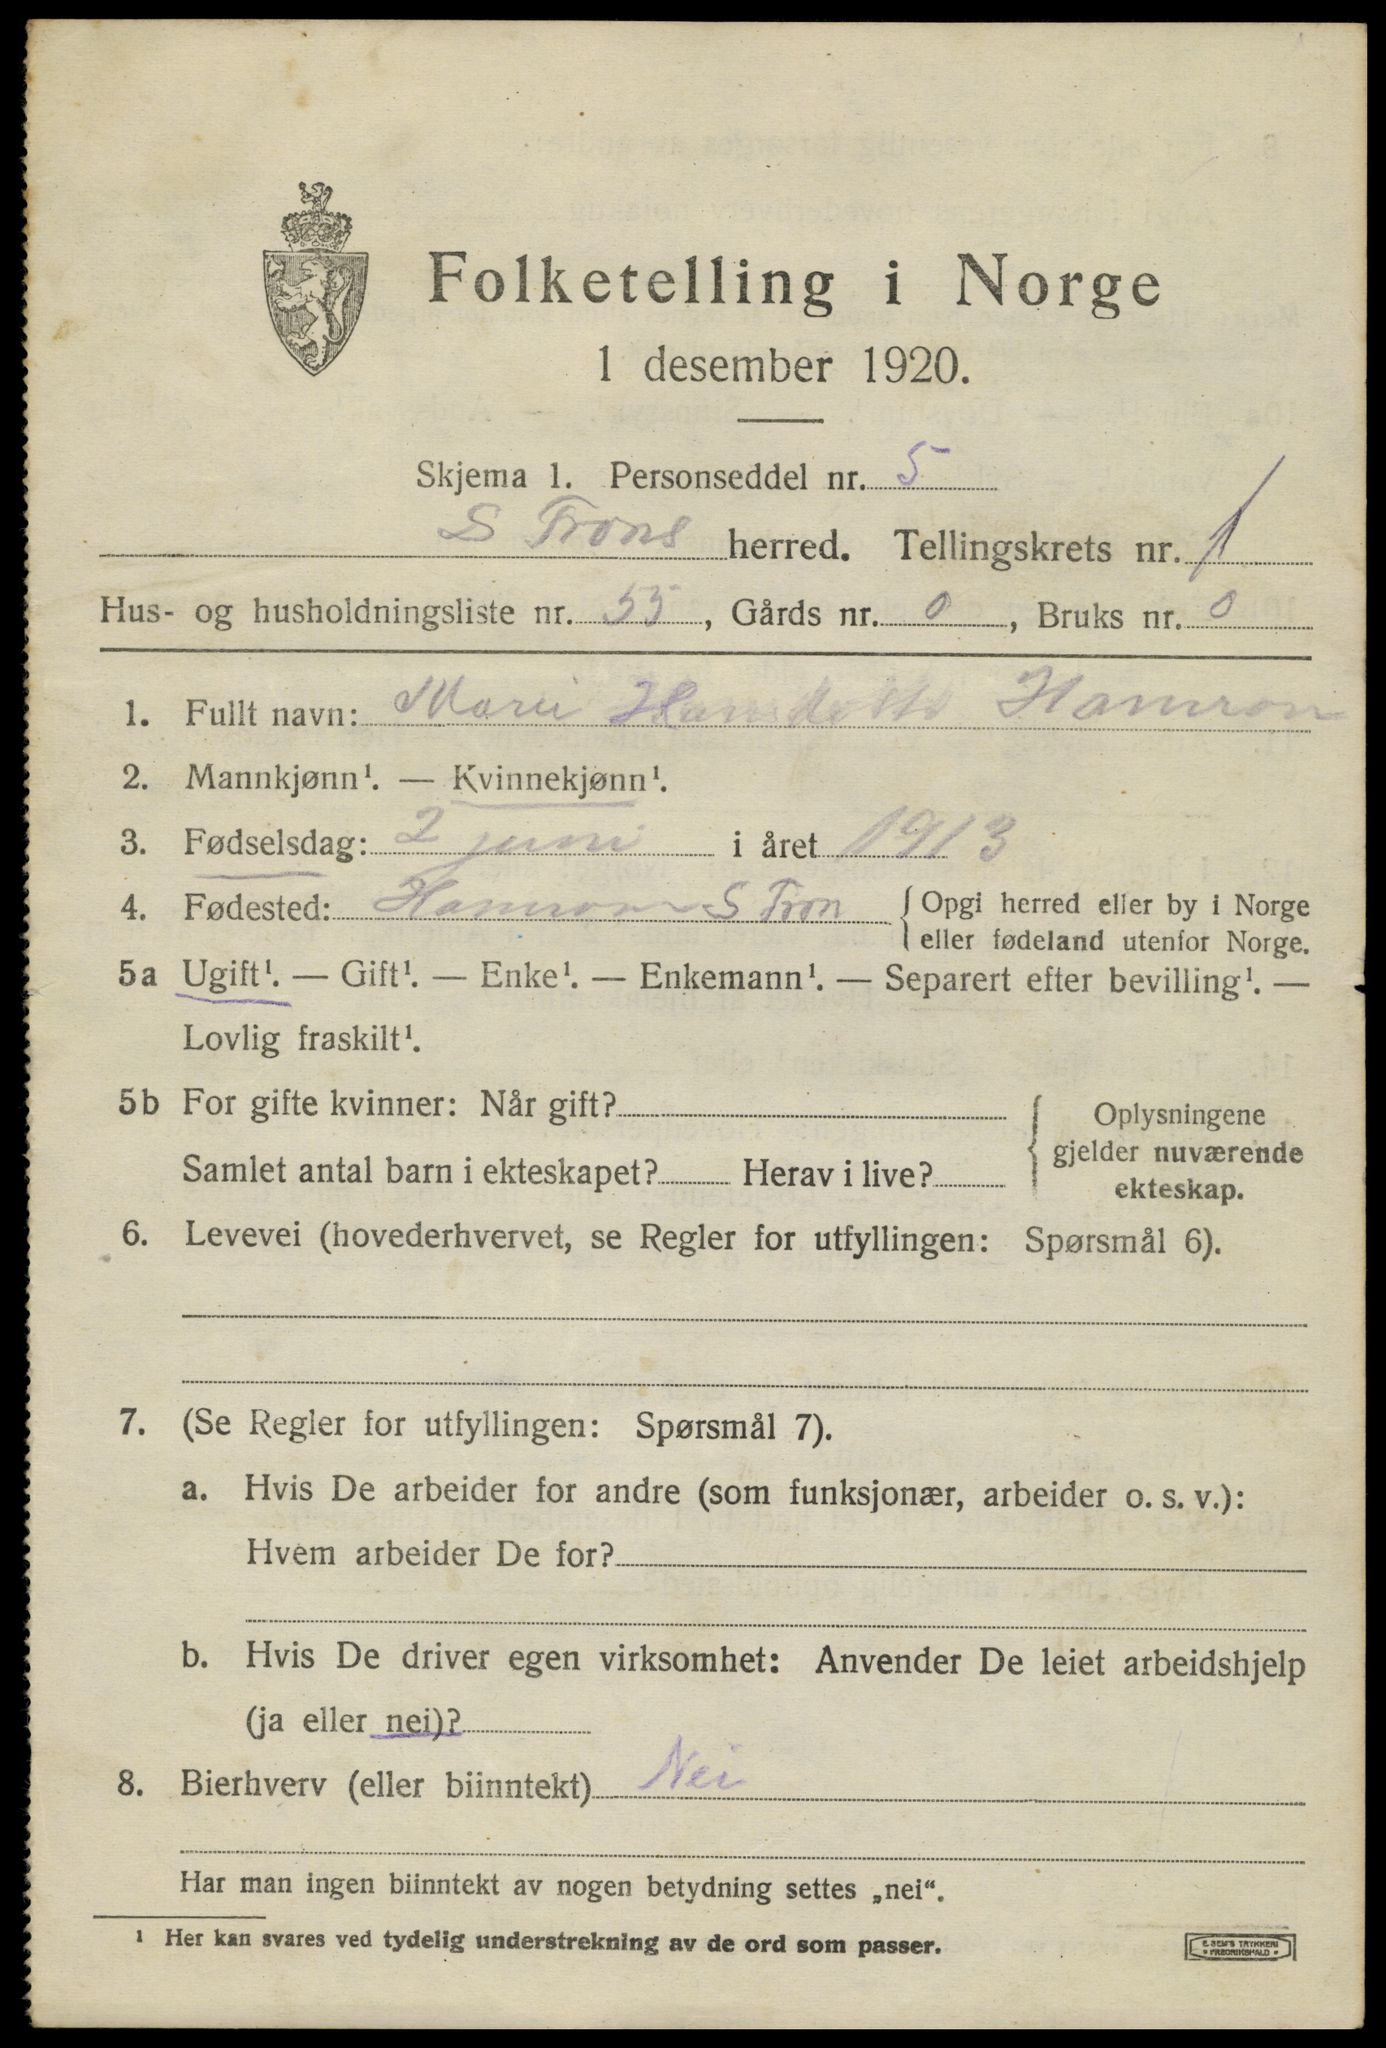 Folketelling i Norge
1 desember 1920.
Skjema 1. Personseddel nr. 5
S Frons herred. Tellingskrets nr. 1
Hus- og husholdningsliste nr. 55, Gårds nr. 0, Bruks nr. 0
1. Fullt navn: Marie Hamron
2. Mannkjønn¹. — Kvinnekjønn¹.
3. Fødselsdag: 2 juni i året 1913
4. Fødested: Hamron S Fron { Opgi herred eller by i Norge
eller fødeland utenfor Norge.
5a Ugift¹. — Gift¹. — Enke¹. — Enkemann¹. — Separert efter bevilling¹. —
Lovlig fraskilt¹.
5b For gifte kvinner: Når gift?
Samlet antal barn i ekteskapet? Herav i live?
{ Oplysningene
gjelder nuværende
ekteskap.
6. Levevei (hovederhvervet, se Regler for utfyllingen: Spørsmål 6).
7. (Se Regler for utfyllingen: Spørsmål 7).
a. Hvis De arbeider for andre (som funksjonær, arbeider o. s. v.):
Hvem arbeider De for?
b. Hvis De driver egen virksomhet: Anvender De leiet arbeidshjelp
(ja eller nei)?
8. Bierhverv (eller biinntekt) Nei
Har man ingen biinntekt av nogen betydning settes „nei“.
¹ Her kan svares ved tydelig understrekning av de ord som passer.
E. SEM'S TRYKKERI
FREDRIKSHALD